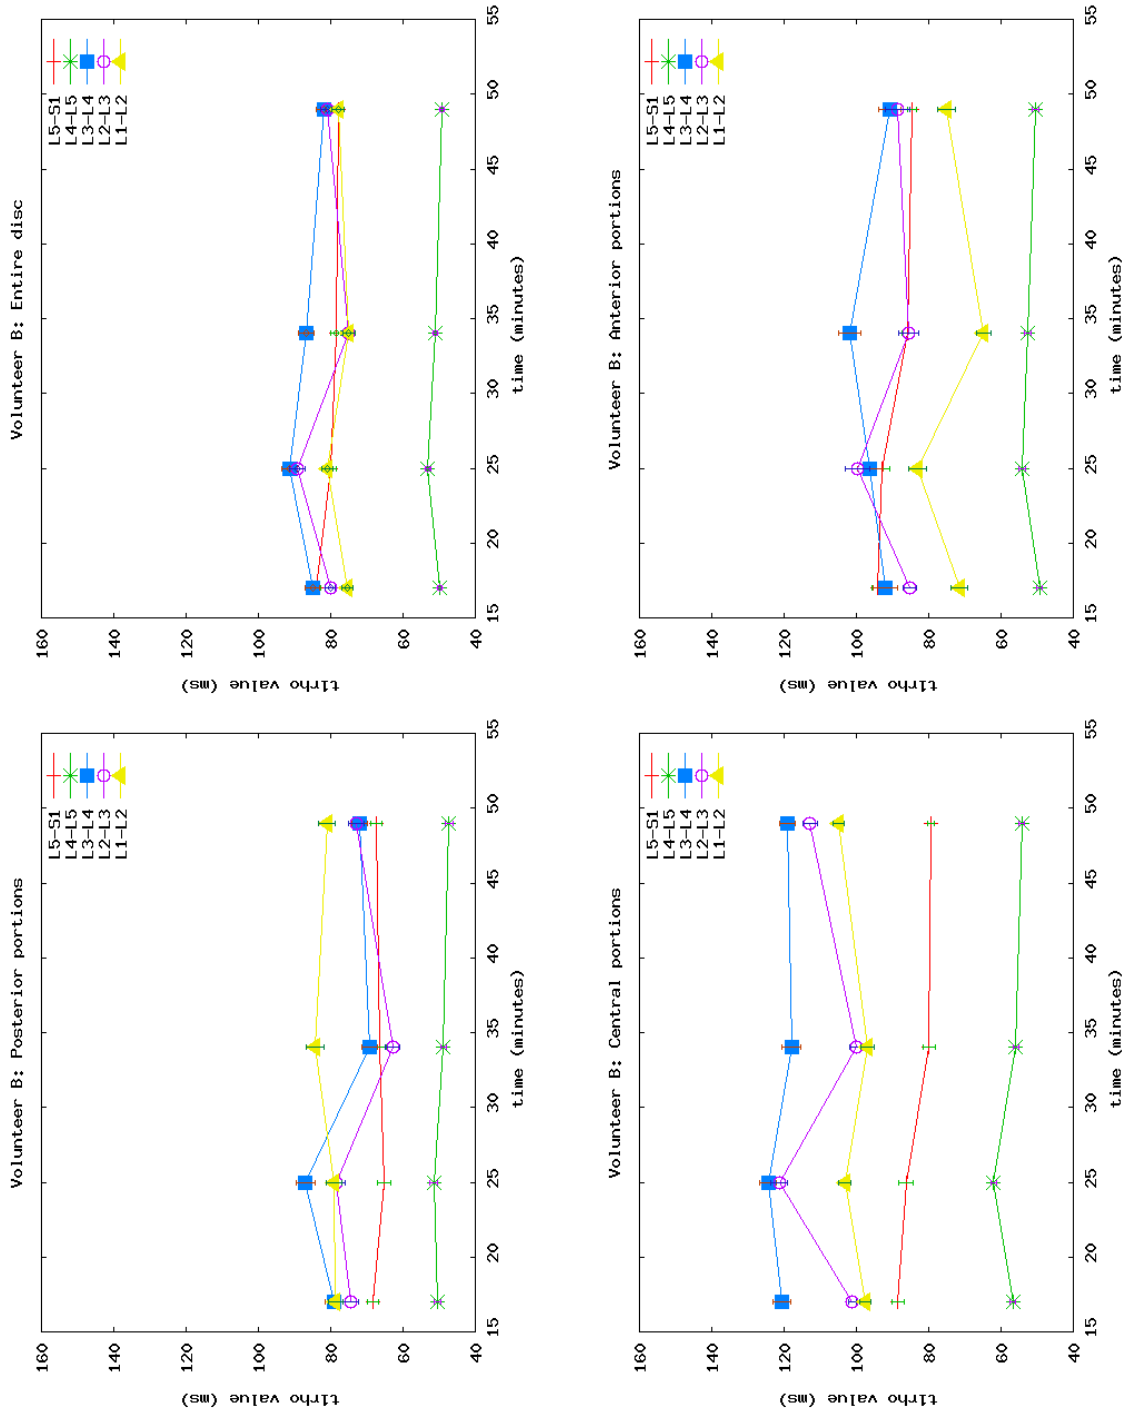 Volunteer B: Posterior portions
t1rho value (ms)
160
140
120
100
80
60
40
L5-S1
L4-L5
L3-L4
L2-L3
L1-L2
15 20 25 30 35 40 45 50 55
time (minutes)
Volunteer B: Entire disc
t1rho value (ms)
160
140
120
100
80
60
40
L5-S1
L4-L5
L3-L4
L2-L3
L1-L2
15 20 25 30 35 40 45 50 55
time (minutes)
Volunteer B: Central portions
t1rho value (ms)
160
140
120
100
80
60
40
L5-S1
L4-L5
L3-L4
L2-L3
L1-L2
15 20 25 30 35 40 45 50 55
time (minutes)
Volunteer B: Anterior portions
t1rho value (ms)
160
140
120
100
80
60
40
L5-S1
L4-L5
L3-L4
L2-L3
L1-L2
15 20 25 30 35 40 45 50 55
time (minutes)